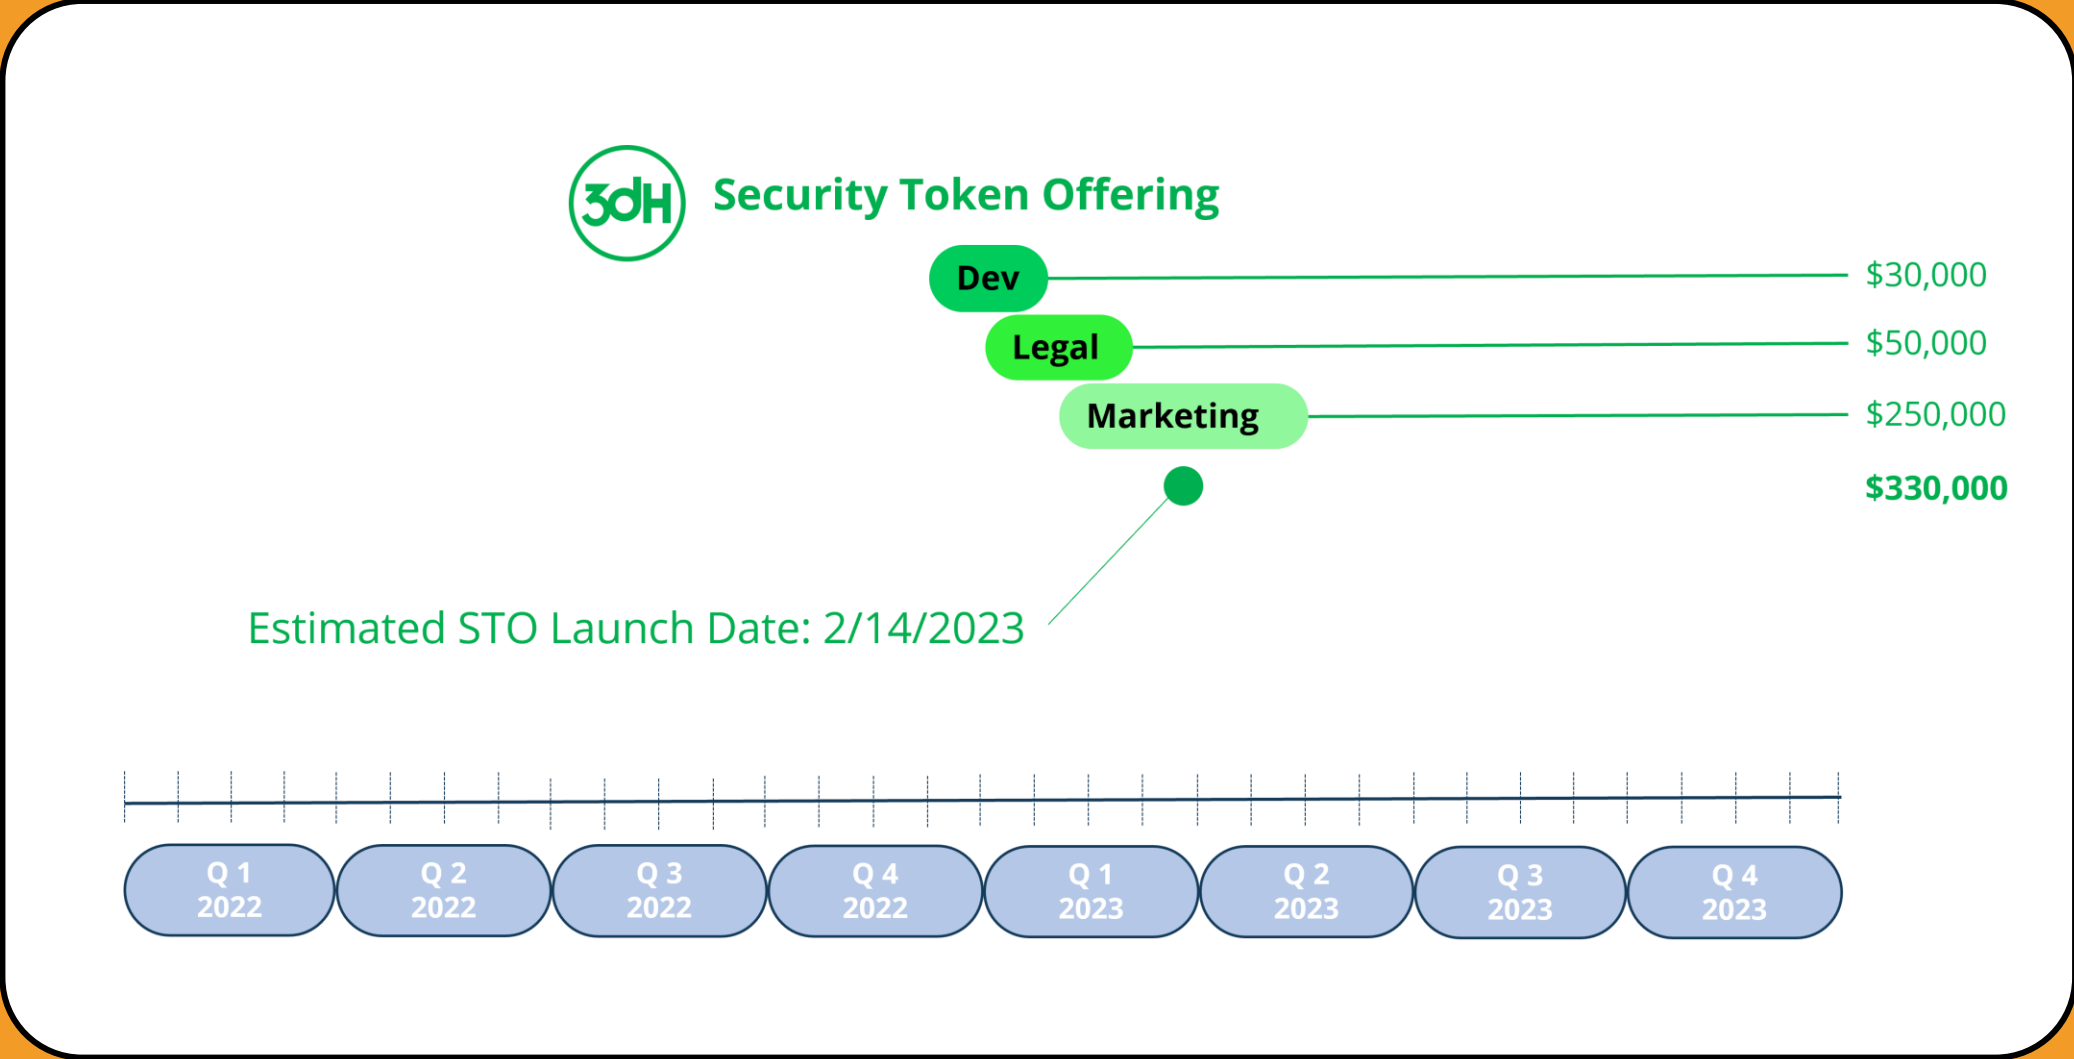 3dH
Security Token Offering
Dev
$30,000
Legal
$50,000
Marketing
$250,000
$330,000
Estimated STO Launch Date: 2/14/2023
Q 1
2022
Q 2
2022
Q 3
2022
Q 4
2022
Q 1
2023
Q 2
2023
Q 3
2023
Q 4
2023